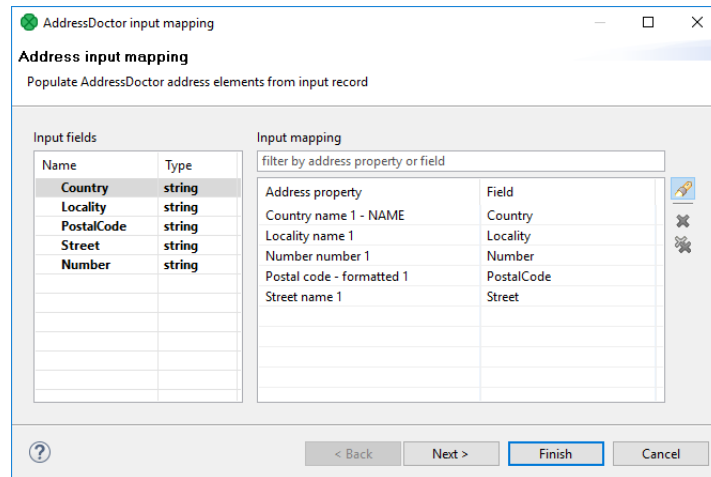 AddressDoctor input mapping
Address input mapping
Populate AddressDoctor address elements from input record
Input fields
Name Type
Country string
Locality string
PostalCode string
Street string
Number string
Input mapping
filter by address property or field
Address property Field
Country name 1 - NAME Country
Locality name 1 Locality
Number number 1 Number
Postal code - formatted 1 PostalCode
Street name 1 Street
?
< Back Next > Finish Cancel